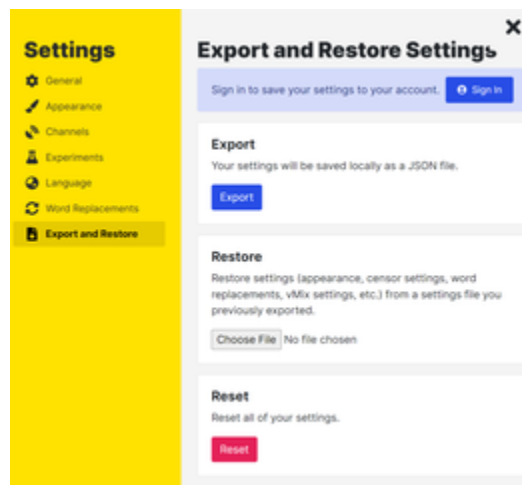 Settings
General
Appearance
Channels
Experiments
Language
Word Replacements
Export and Restore
Export and Restore Settings
Sign in to save your settings to your account.
Sign In
Export
Your settings will be saved locally as a JSON file.
Export
Restore
Restore settings (appearance, censor settings, word
replacements, vMix settings, etc.) from a settings file you
previously exported.
Choose File No file chosen
Reset
Reset all of your settings.
Reset